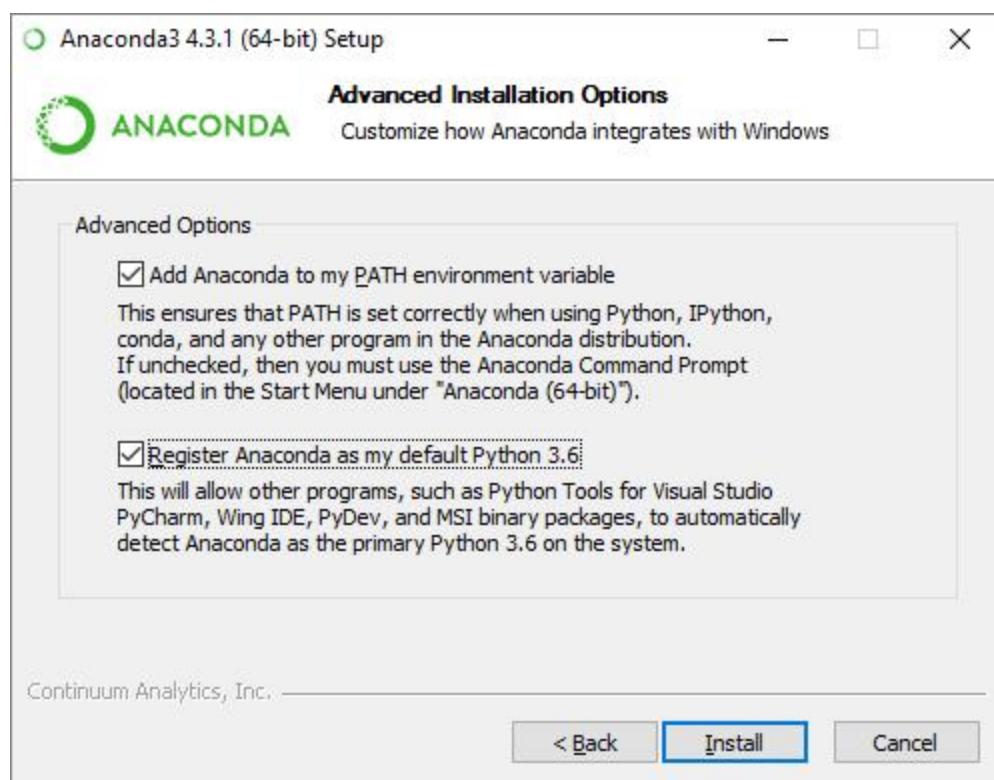 Anaconda3 4.3.1 (64-bit) Setup
ANACONDA
Advanced Installation Options
Customize how Anaconda integrates with Windows
Advanced Options
Add Anaconda to my PATH environment variable
This ensures that PATH is set correctly when using Python, IPython,
conda, and any other program in the Anaconda distribution.
If unchecked, then you must use the Anaconda Command Prompt
(located in the Start Menu under "Anaconda (64-bit)").
Register Anaconda as my default Python 3.6
This will allow other programs, such as Python Tools for Visual Studio
PyCharm, Wing IDE, PyDev, and MSI binary packages, to automatically
detect Anaconda as the primary Python 3.6 on the system.
Continuum Analytics, Inc.
< Back
Install
Cancel